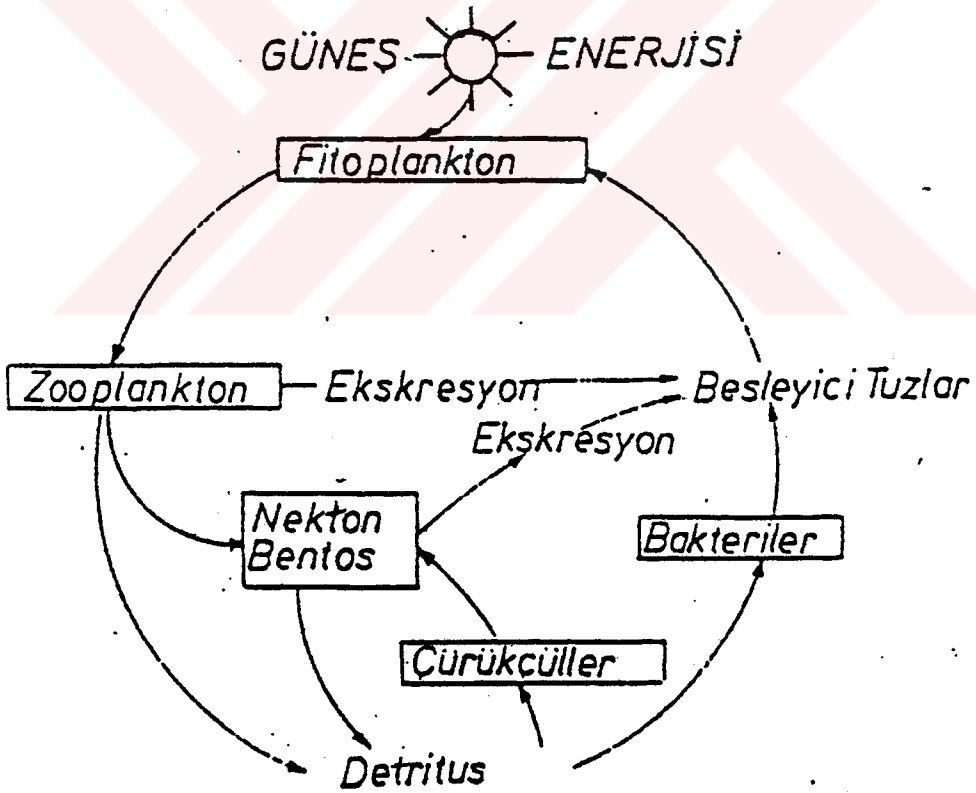 GÜNEŞ ENERJİSİ
Fitoplankton
Zooplankton
Ekskresyon
Besleyici Tuzlar
Ekskresyon
Nekton
Bentos
Bakteriler
Çürükçüller
Detritus